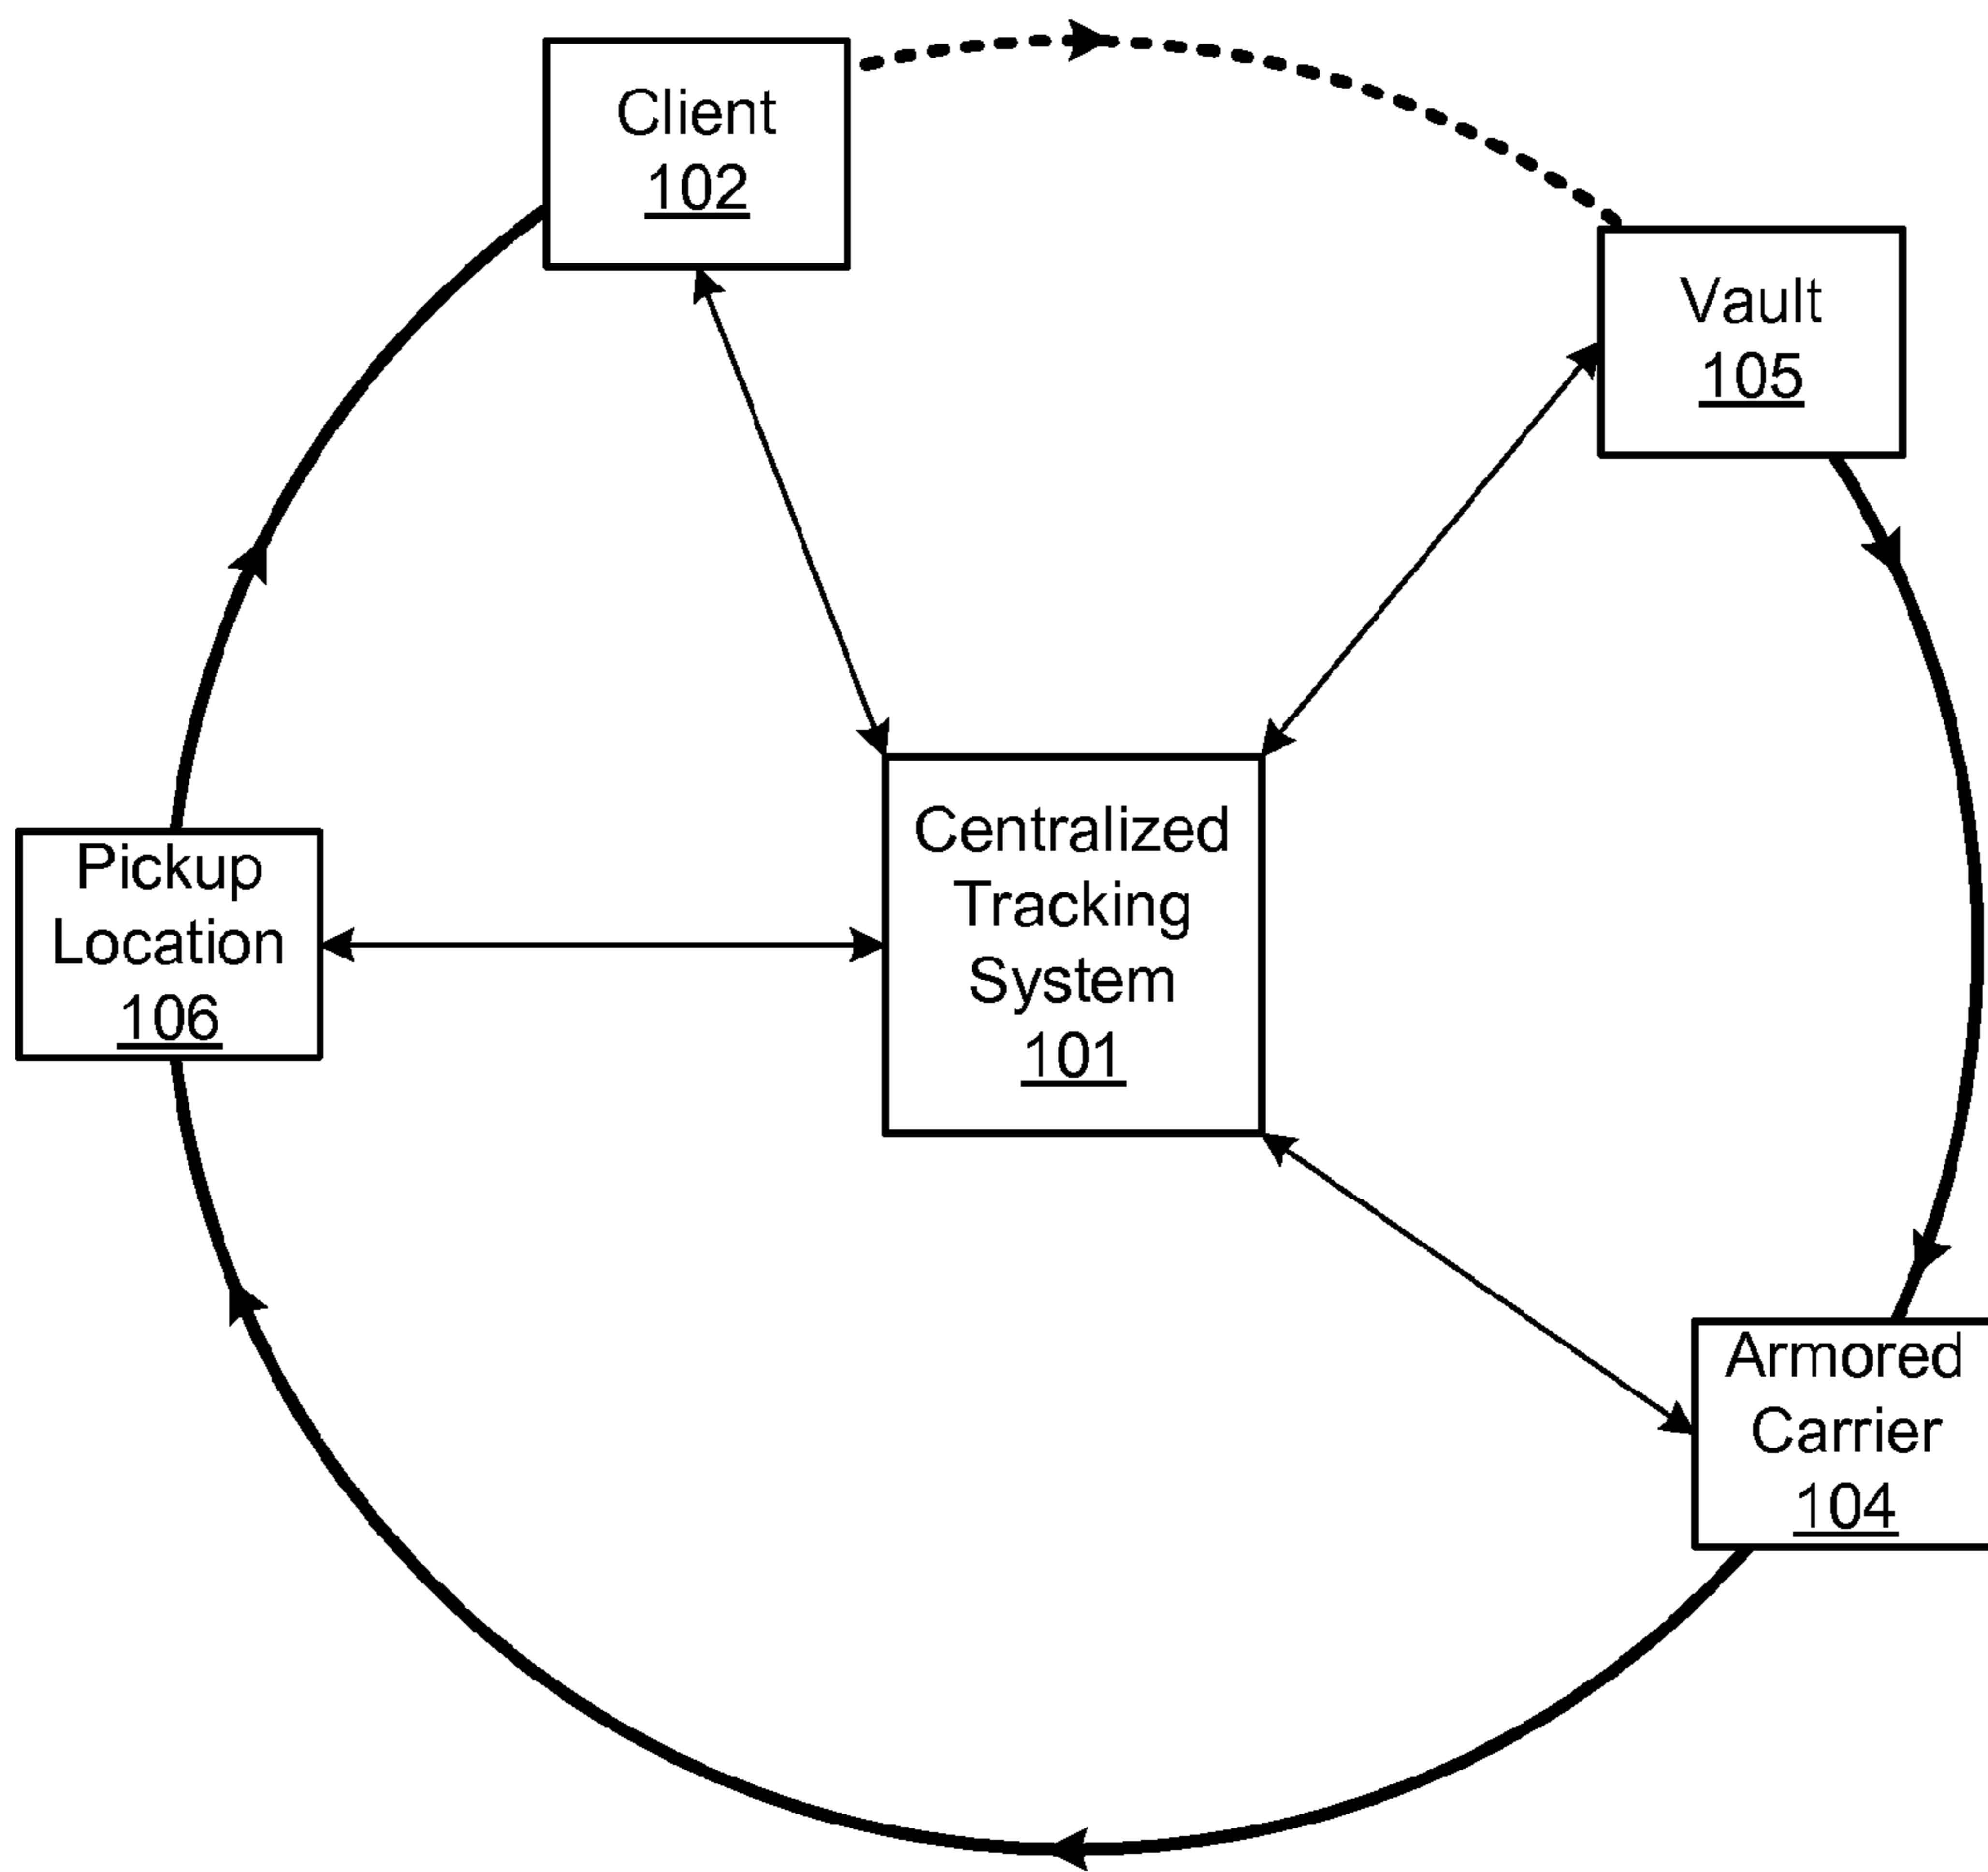 Client
102
Vault
105
Centralized
Tracking
System
101
Pickup
Location
106
Armored
Carrier
104